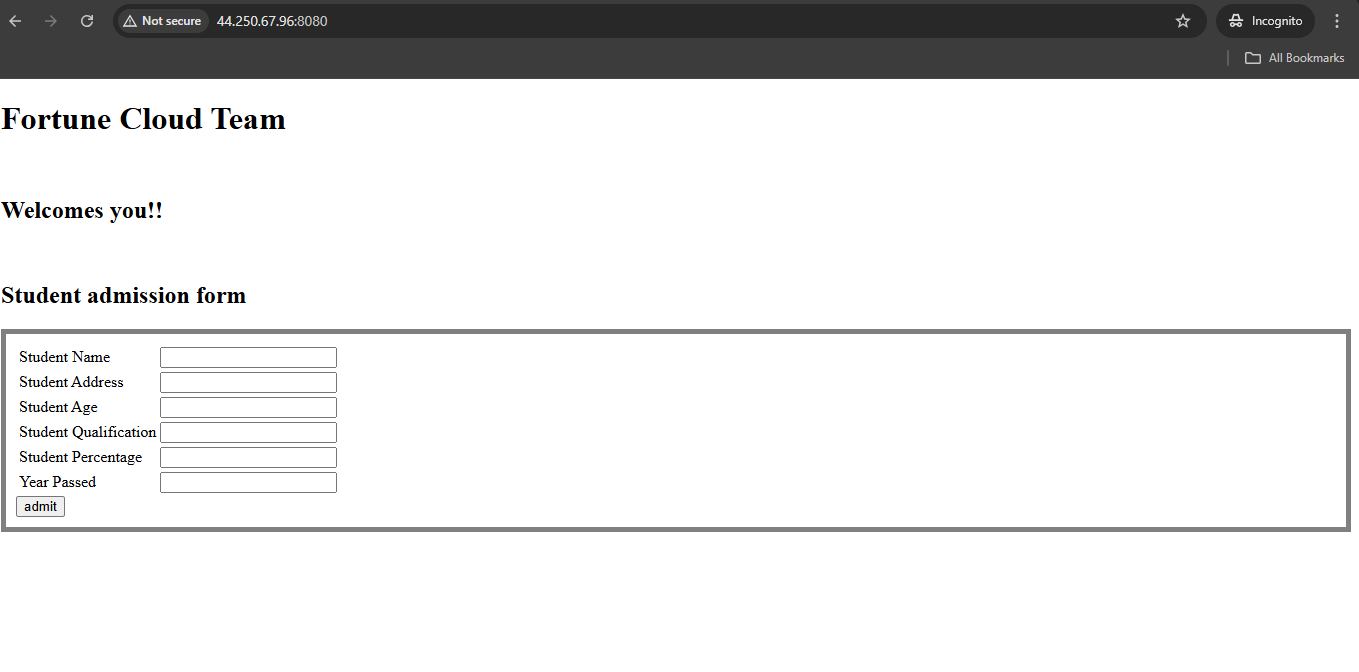 Not secure 44.250.67.96:8080 Incognito
All Bookmarks
Fortune Cloud Team
Welcomes you!!
Student admission form
Student Name
Student Address
Student Age
Student Qualification
Student Percentage
Year Passed
admit